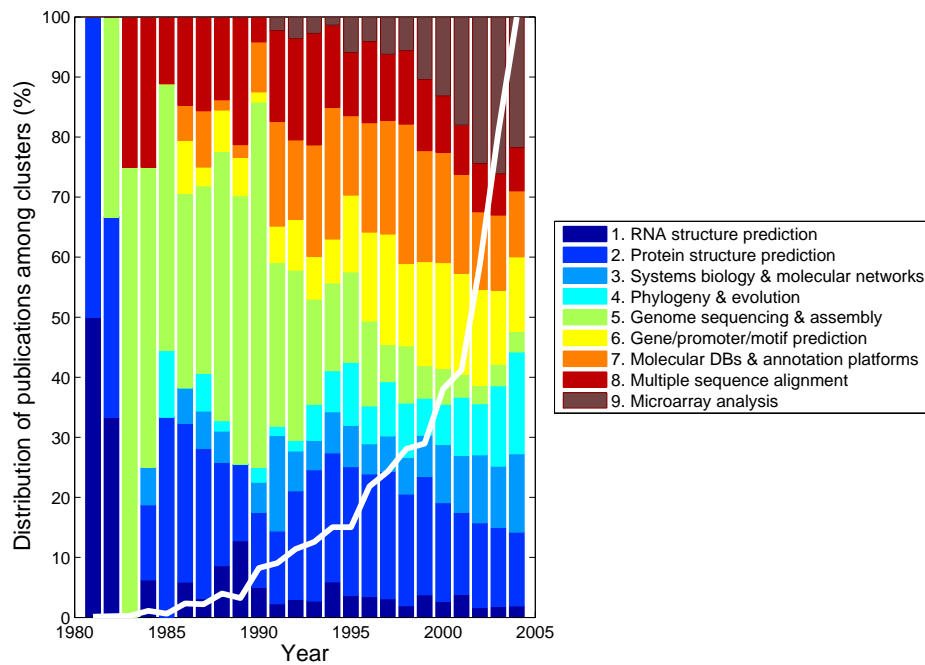 Distribution of publications among clusters (%)
100
90
80
70
60
50
40
30
20
10
0
1980
1985
1990
1995
2000
2005
Year
1. RNA structure prediction
2. Protein structure prediction
3. Systems biology & molecular networks
4. Phylogeny & evolution
5. Genome sequencing & assembly
6. Gene/promoter/motif prediction
7. Molecular DBs & annotation platforms
8. Multiple sequence alignment
9. Microarray analysis